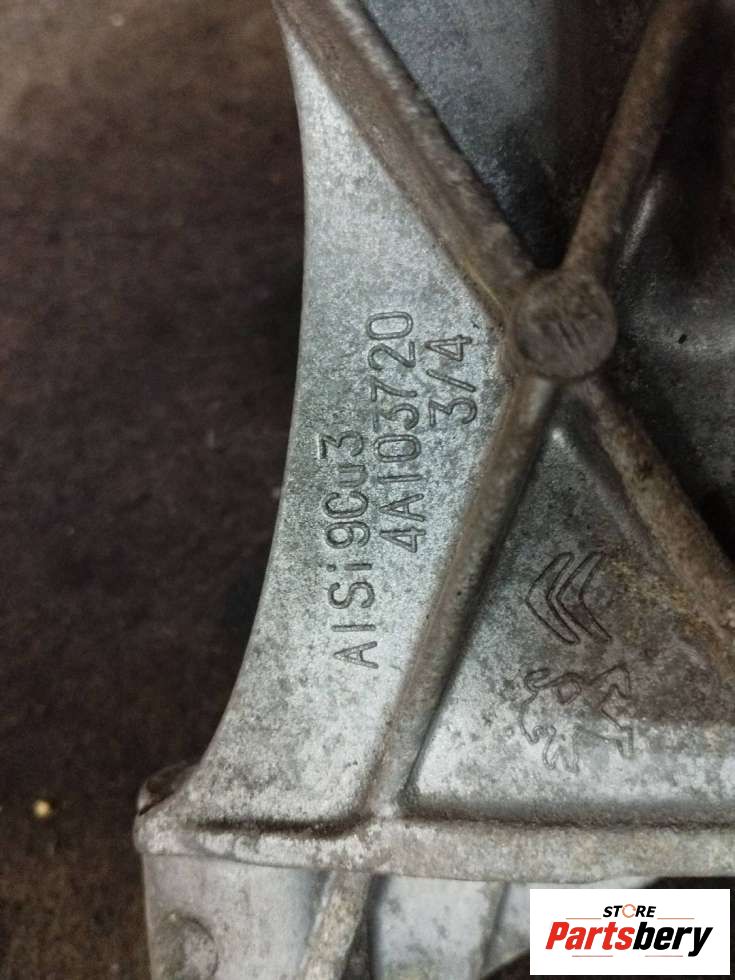 AlSi9Cu3
4A103720
3/4
STORE
Partsbery